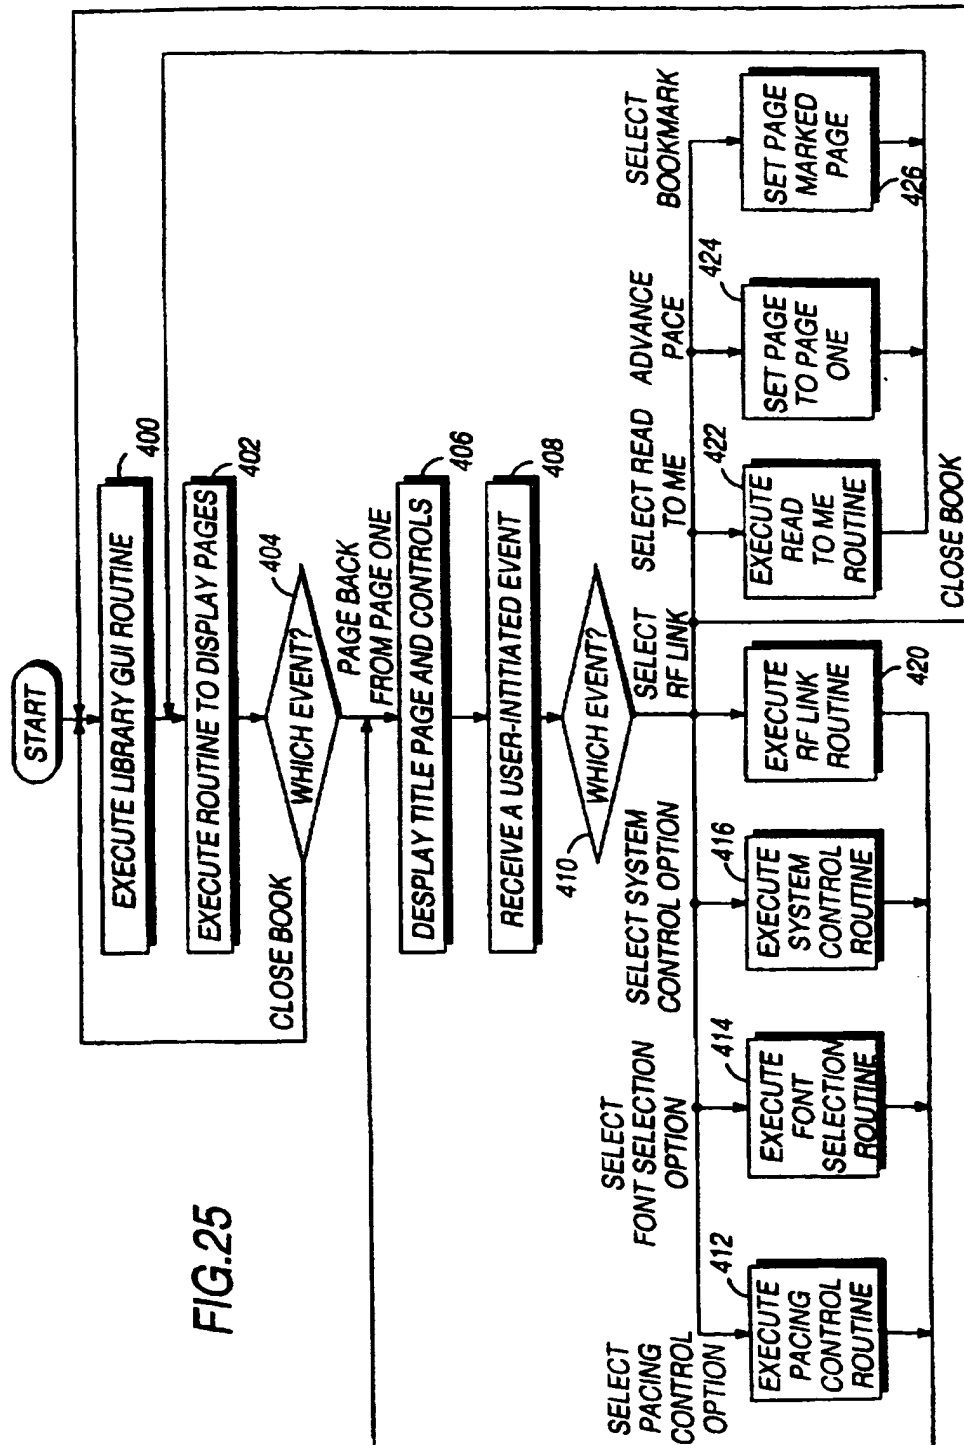 START
EXECUTE LIBRARY GUI ROUTINE
400
EXECUTE ROUTINE TO DISPLAY PAGES
402
WHICH EVENT?
404
CLOSE BOOK
PAGE BACK
FROM PAGE ONE
DESPLAY TITLE PAGE AND CONTROLS
406
RECEIVE A USER-INTITIATED EVENT
408
WHICH EVENT?
410
SELECT
PACING
CONTROL
OPTION
SELECT
FONT SELECTION
OPTION
SELECT SYSTEM
CONTROL OPTION
SELECT
RF LINK
SELECT READ
TO ME
ADVANCE
PACE
SELECT
BOOKMARK
EXECUTE
PACING
CONTROL
ROUTINE
412
EXECUTE
FONT
SELECTION
ROUTINE
414
EXECUTE
SYSTEM
CONTROL
ROUTINE
416
EXECUTE
RF LINK
ROUTINE
420
EXECUTE
READ
TO ME
ROUTINE
422
SET PAGE
TO PAGE
ONE
424
SET PAGE
MARKED
PAGE
426
CLOSE BOOK
FIG.25